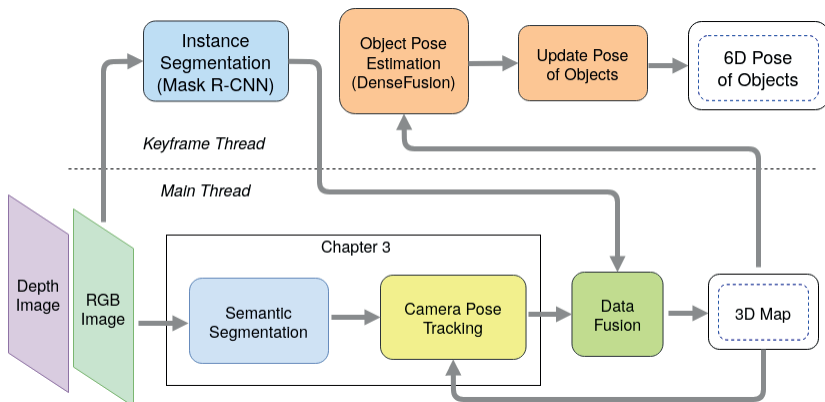 Instance
Segmentation
(Mask R-CNN)
Object Pose
Estimation
(DenseFusion)
Update Pose
of Objects
6D Pose
of Objects
Keyframe Thread
Main Thread
Chapter 3
Depth
Image
RGB
Image
Semantic
Segmentation
Camera Pose
Tracking
Data
Fusion
3D Map